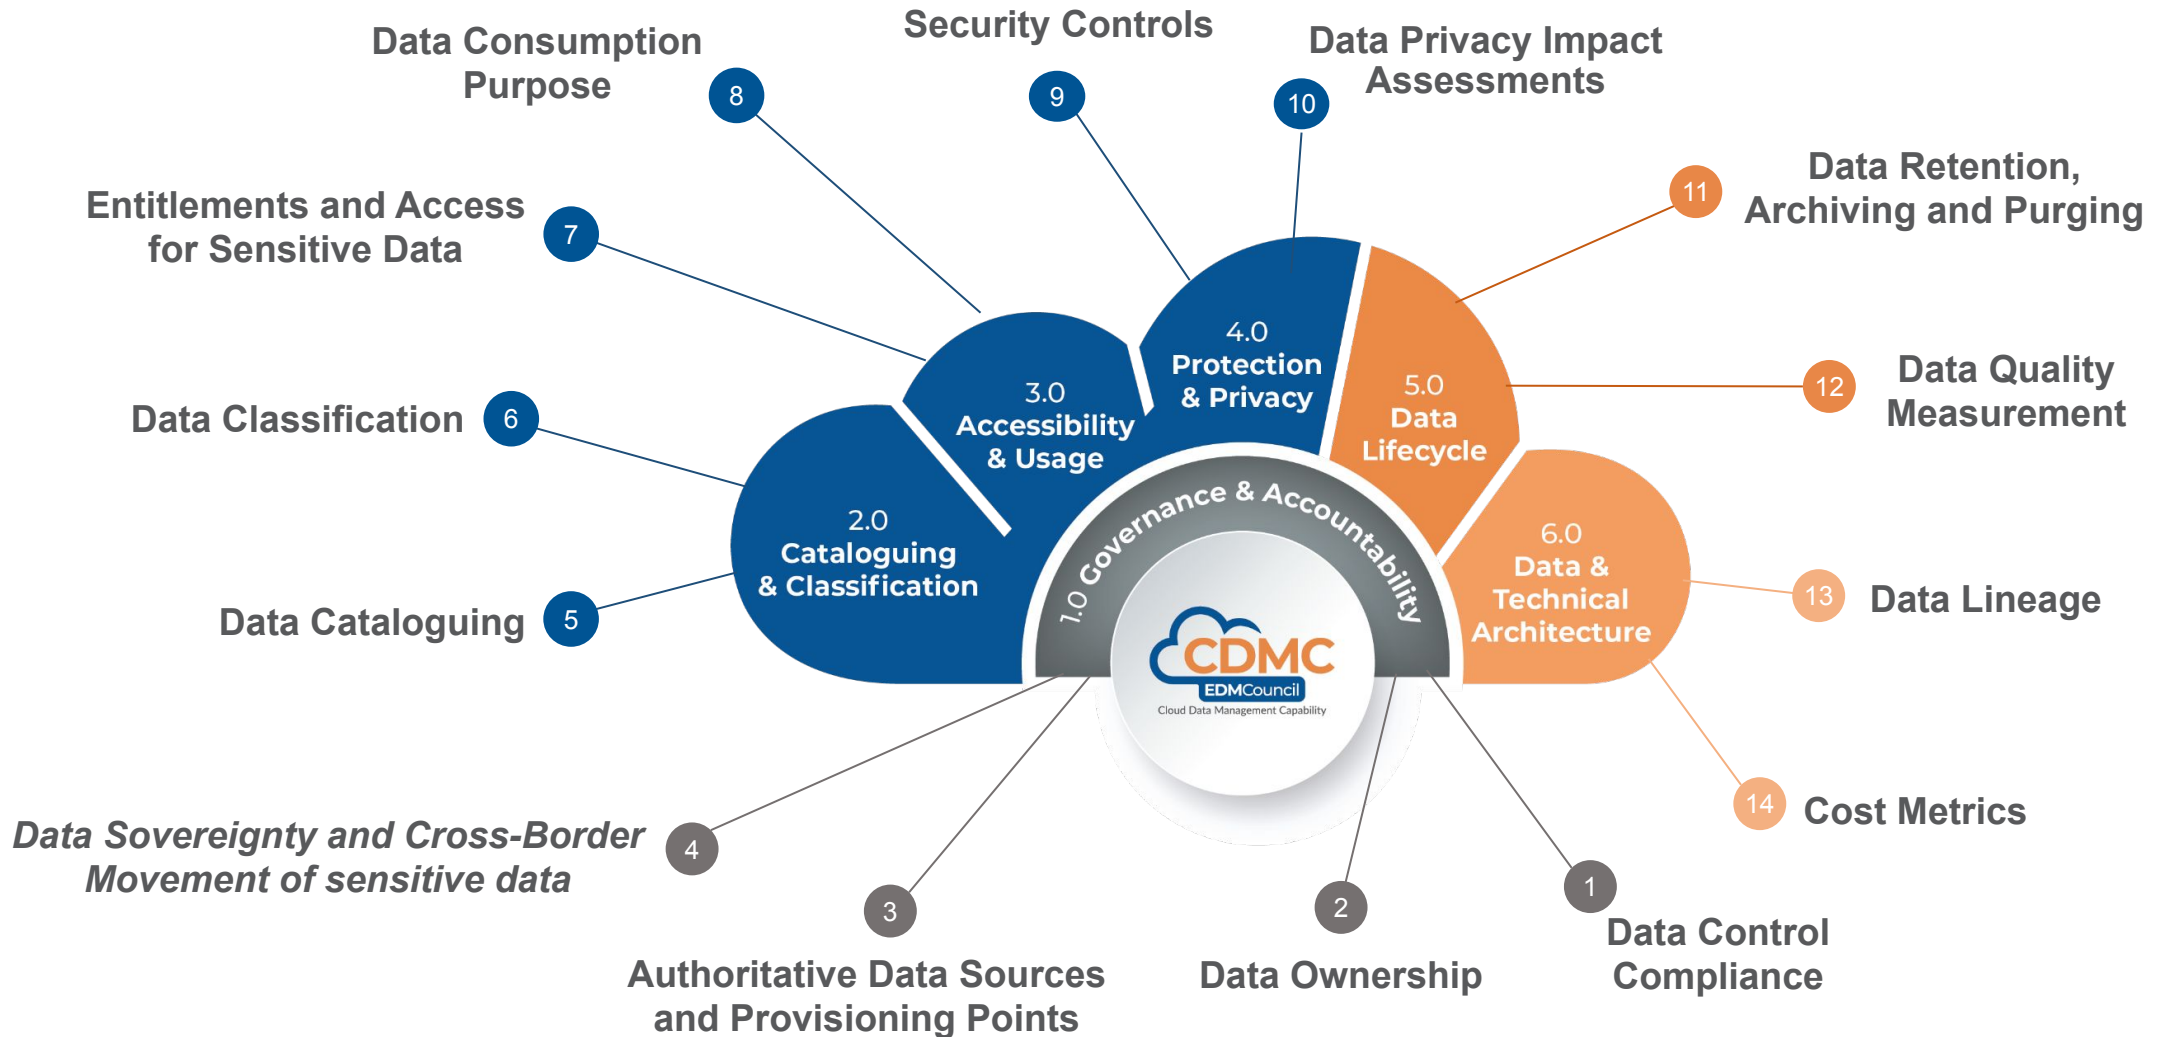 Security Controls
Data Consumption
Purpose
8
9
Data Privacy Impact
Assessments
10
Data Retention,
Archiving and Purging
11
Entitlements and Access
for Sensitive Data
7
Data Classification
6
Data Cataloguing
5
2.0
Cataloguing
& Classification
3.0
Accessibility
& Usage
4.0
Protection
& Privacy
5.0
Data
Lifecycle
6.0
Data &
Technical
Architecture
Data Quality
Measurement
12
13
Data Lineage
14
Cost Metrics
1.0 Governance & Accountability
CDMC
EDMCouncil
Cloud Data Management Capability
Data Sovereignty and Cross-Border
Movement of sensitive data
4
3
Authoritative Data Sources
and Provisioning Points
2
Data Ownership
1
Data Control
Compliance